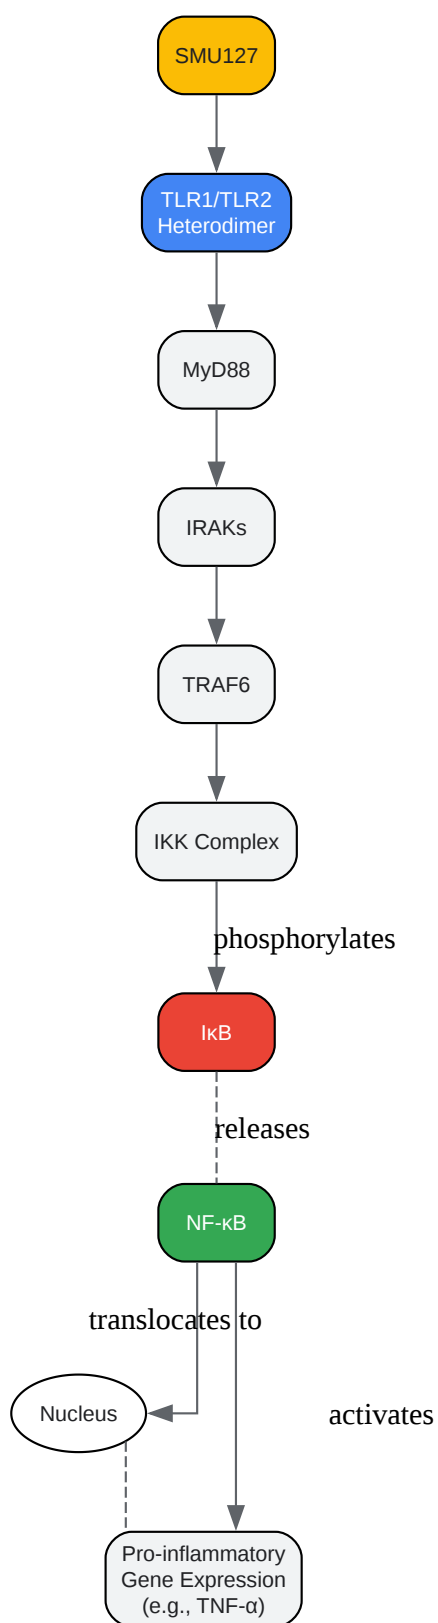 SMU127
TLR1/TLR2
Heterodimer
MyD88
IRAKs
TRAF6
IKK Complex
phosphorylates
IκB
releases
NF-κB
translocates to
Nucleus
activates
Pro-inflammatory
Gene Expression
(e.g., TNF-α)